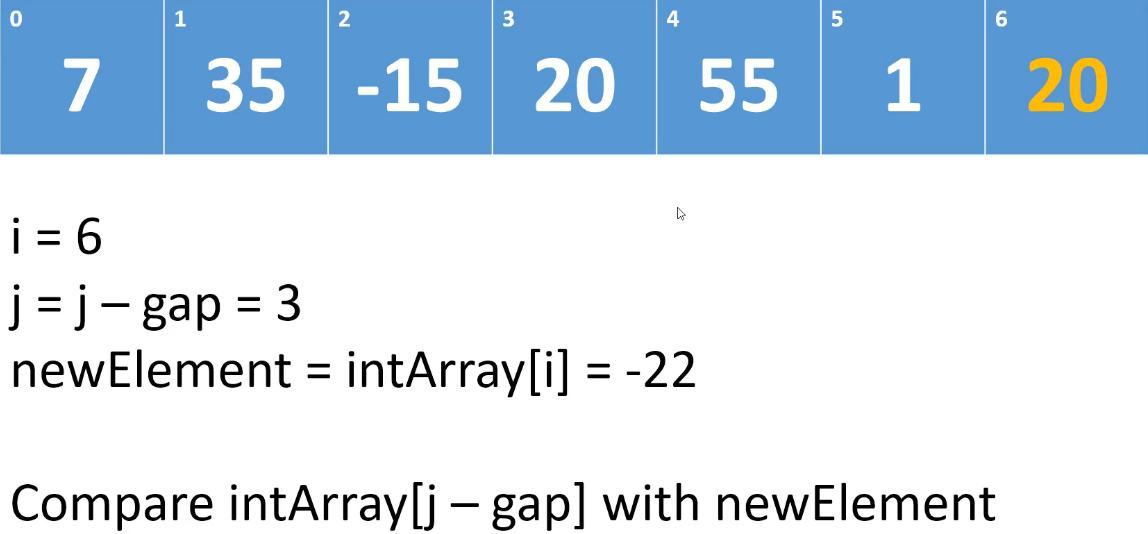 0 1 2 3 4 5 6
7 35 -15 20 55 1 20
i = 6
j = j – gap = 3
newElement = intArray[i] = -22
Compare intArray[j – gap] with newElement